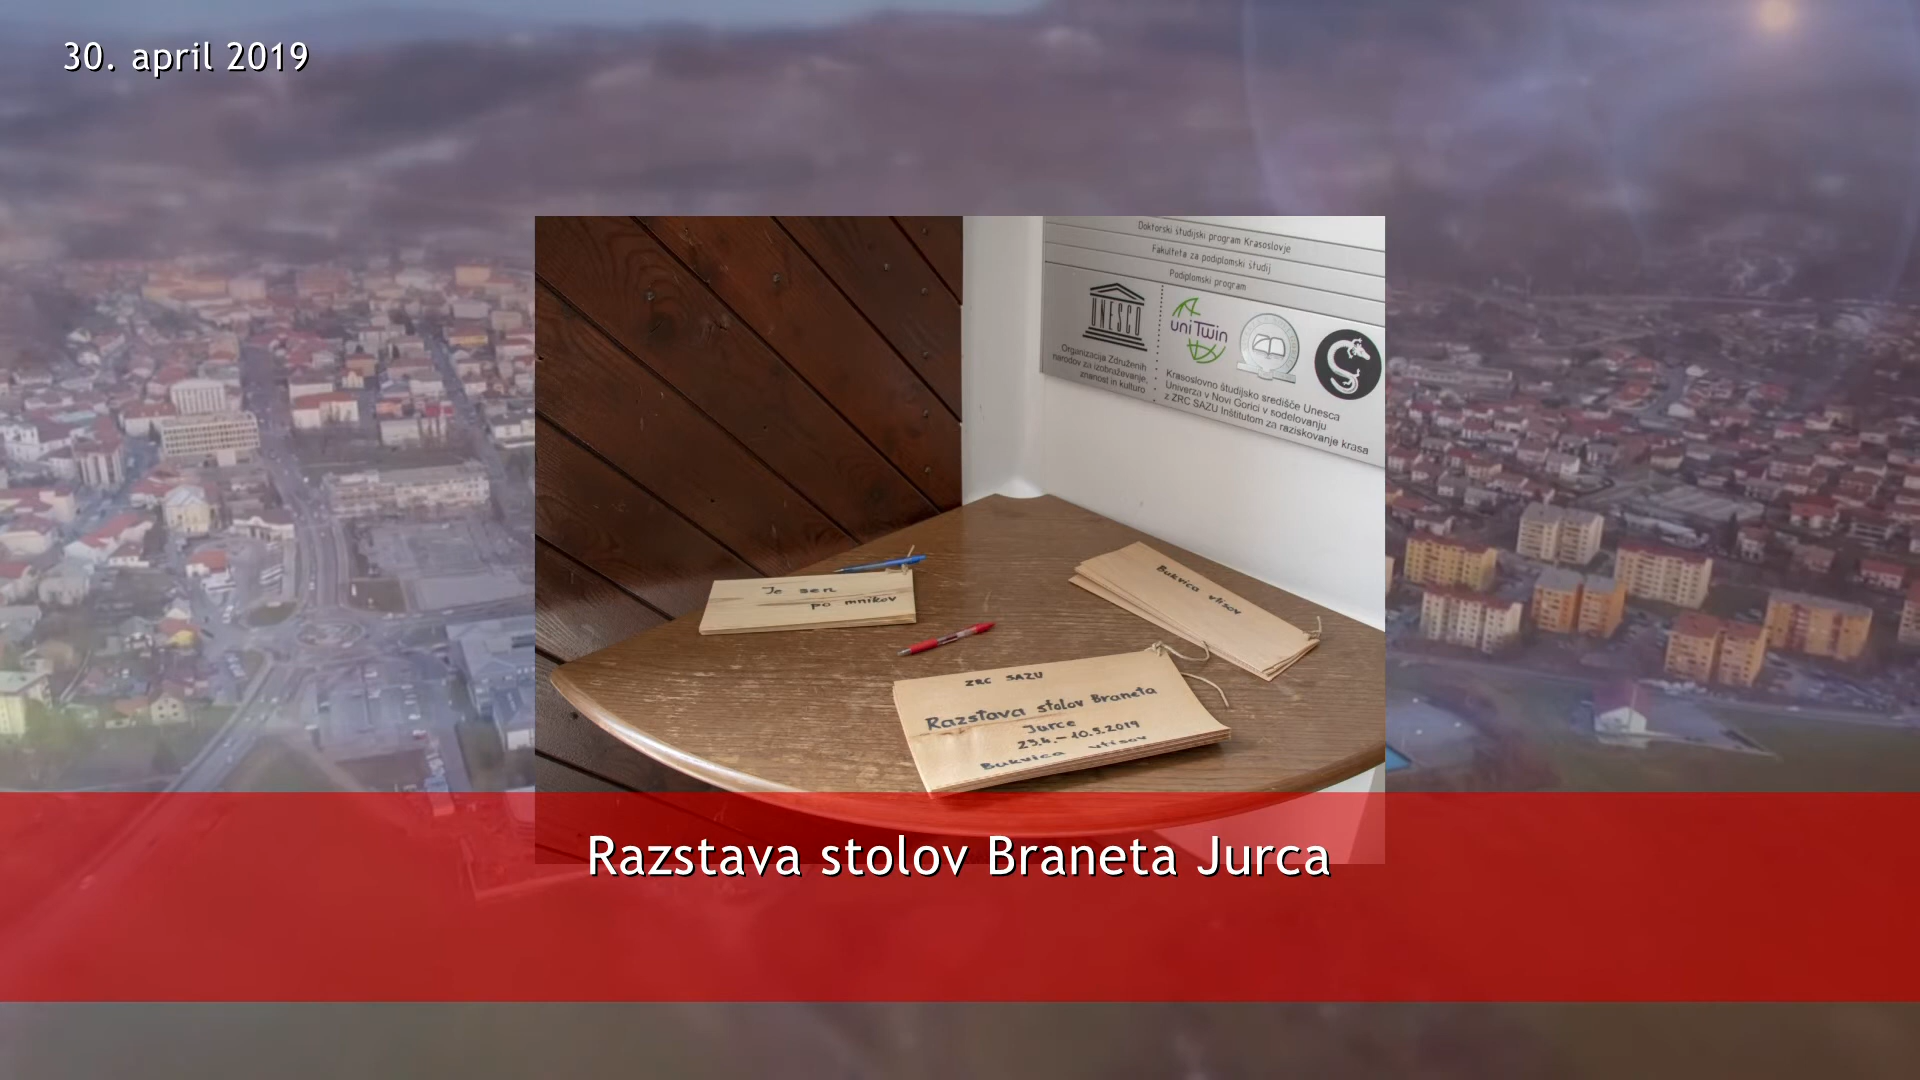 30. april 2019
Doktorski študijski program Krasoslovje
Fakulteta za podiplomski študij
Podiplomski program
UNESCO
Organizacija Združenih
narodov za izobraževanje,
znanost in kulturo
uniTwin
Krasoslovno študijsko središče Unesca
Univerza v Novi Gorici v sodelovanju
z ZRC SAZU Inštitutom za raziskovanje krasa
Je sen
po mnikov
Bukvica vtisov
ZRC SAZU
Razstava stolov Braneta
Jurce
10.5.2019
Bukvica vtisov
Razstava stolov Braneta Jurca